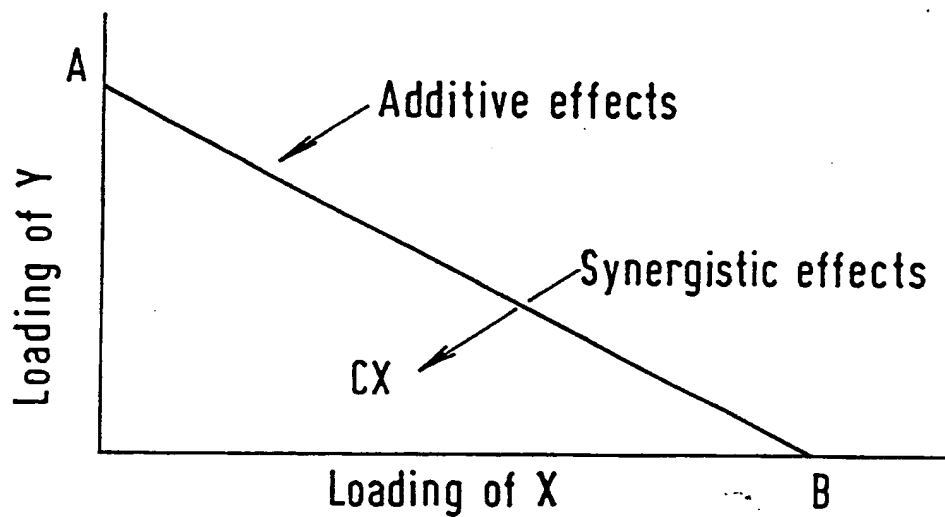 A
Additive effects
Loading of Y
Synergistic effects
CX
Loading of X
B